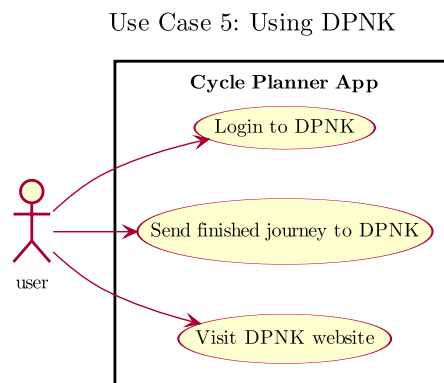 Use Case 5: Using DPNK
Cycle Planner App
Login to DPNK
Send finished journey to DPNK
user
Visit DPNK website